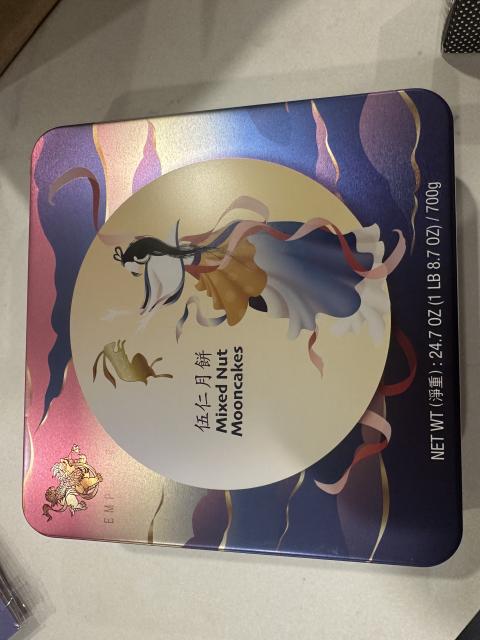 伍仁月餅
Mixed Nut
Mooncakes
NET WT (淨重) : 24.7 OZ (1 LB 8.7 OZ) / 700g